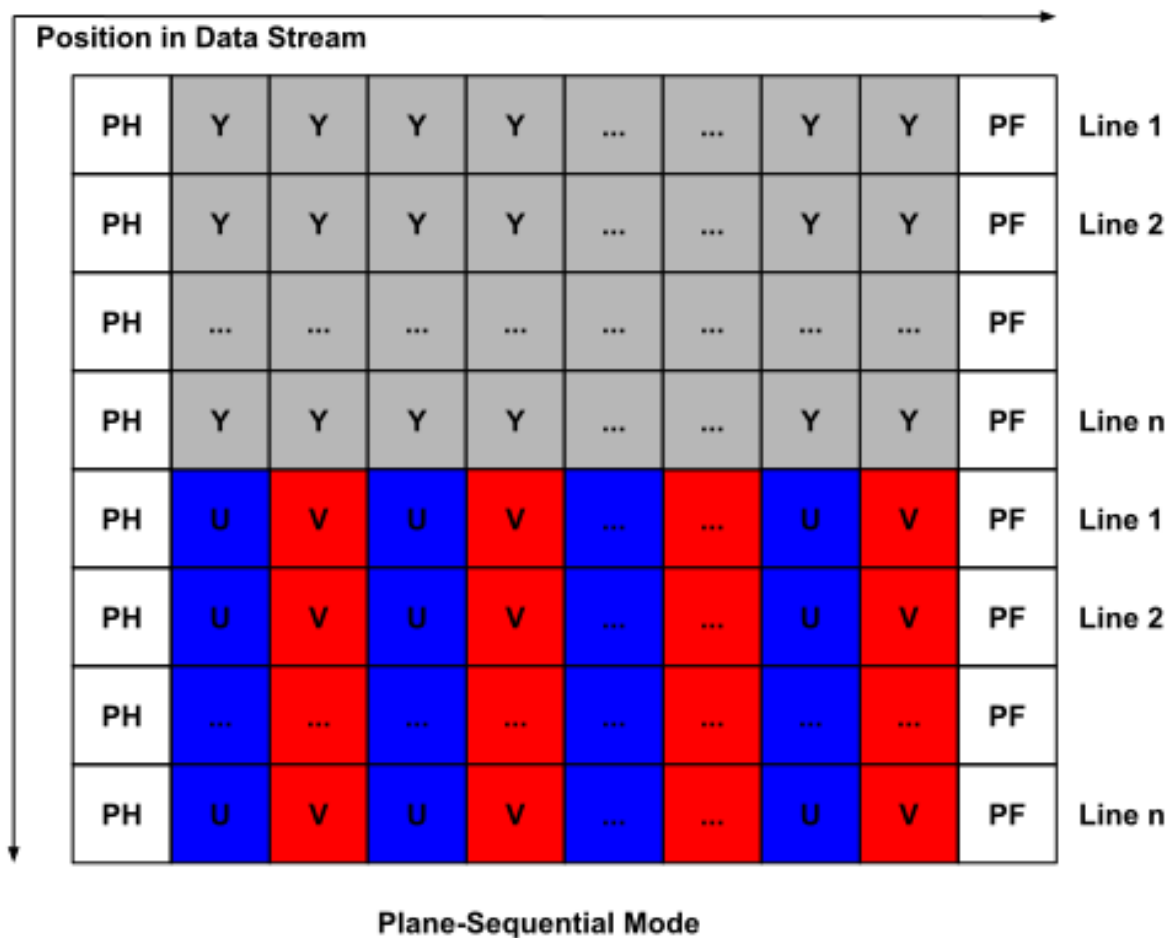 Position in Data Stream
PH Y Y Y Y ... ... Y Y PF Line 1
PH Y Y Y Y ... ... Y Y PF Line 2
PH ... ... ... ... ... ... ... ... PF
PH Y Y Y Y ... ... Y Y PF Line n
PH U V U V ... ... U V PF Line 1
PH U V U V ... ... U V PF Line 2
PH ... ... ... ... ... ... ... ... PF
PH U V U V ... ... U V PF Line n
Plane-Sequential Mode